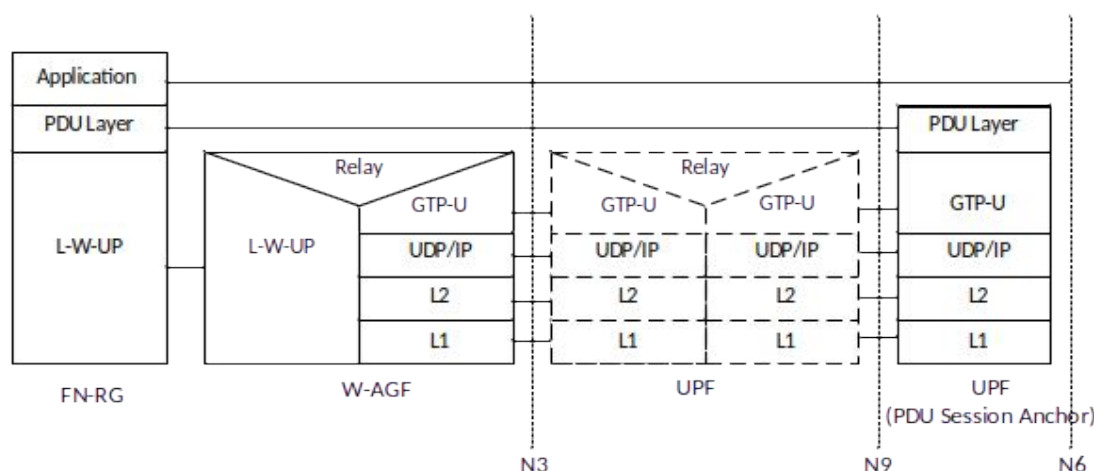 Application
PDU Layer
PDU Layer
Relay
Relay
GTP-U
GTP-U
GTP-U
GTP-U
L-W-UP
L-W-UP
UDP/IP
UDP/IP
UDP/IP
UDP/IP
L2
L2
L2
L2
L1
L1
L1
L1
FN-RG
W-AGF
UPF
UPF
(PDU Session Anchor)
N3
N9
N6